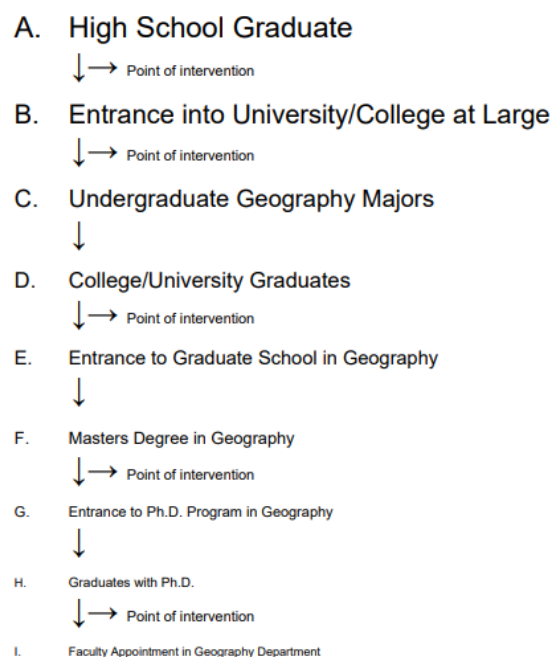 A. High School Graduate
↓→ Point of intervention
B. Entrance into University/College at Large
↓→ Point of intervention
C. Undergraduate Geography Majors
↓
D. College/University Graduates
↓→ Point of intervention
E. Entrance to Graduate School in Geography
↓
F. Masters Degree in Geography
↓→ Point of intervention
G. Entrance to Ph.D. Program in Geography
↓
H. Graduates with Ph.D.
↓→ Point of intervention
I. Faculty Appointment in Geography Department